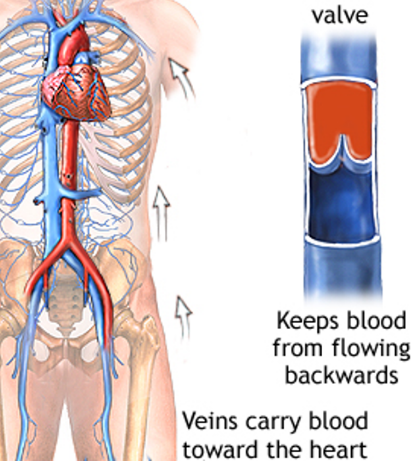 valve
Keeps blood
from flowing
backwards
Veins carry blood
toward the heart